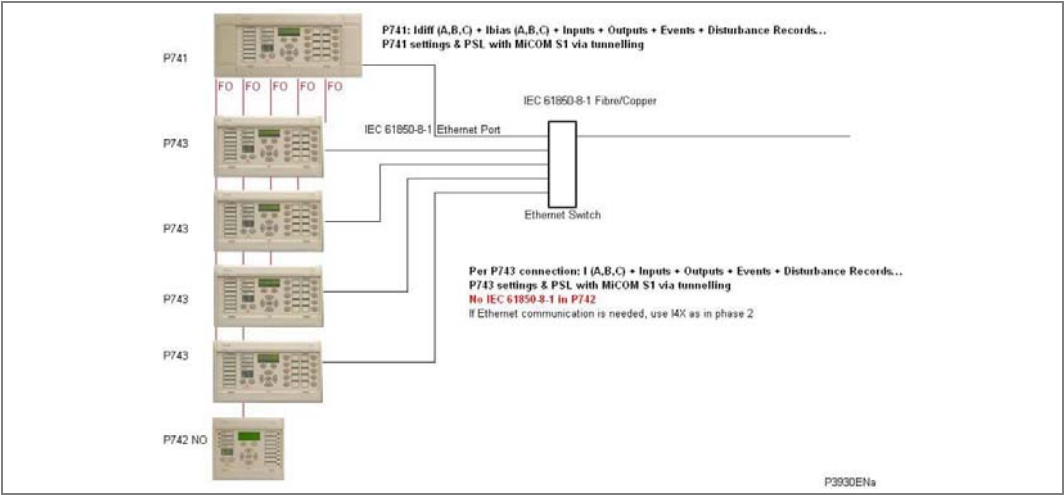 P741: Idiff (A,B,C) + Ibias (A,B,C) + Inputs + Outputs + Events + Disturbance Records...
P741 settings & PSL with MiCOM S1 via tunnelling
P741
FO FO FO FO FO
IEC 61850-8-1 Fibre/Copper
IEC 61850-8-1 Ethernet Port
P743
Ethernet Switch
P743
Per P743 connection: I (A,B,C) + Inputs + Outputs + Events + Disturbance Records...
P743 settings & PSL with MiCOM S1 via tunnelling
No IEC 61850-8-1 in P742
If Ethernet communication is needed, use I4X as in phase 2
P743
P743
P742 NO
P3930ENa